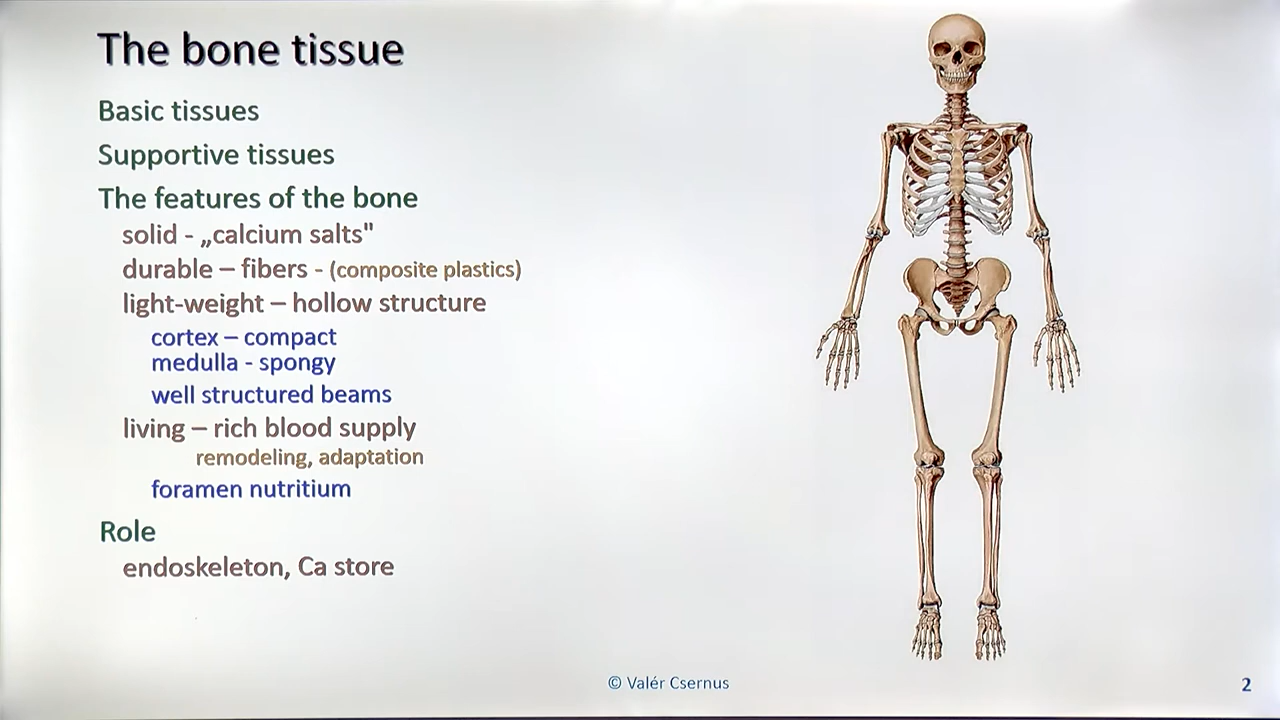 The bone tissue
Basic tissues
Supportive tissues
The features of the bone
solid - „calcium salts"
durable – fibers - (composite plastics)
light-weight – hollow structure
cortex – compact
medulla - spongy
well structured beams
living – rich blood supply
remodeling, adaptation
foramen nutritium
Role
endoskeleton, Ca store
© Valér Csernus
2